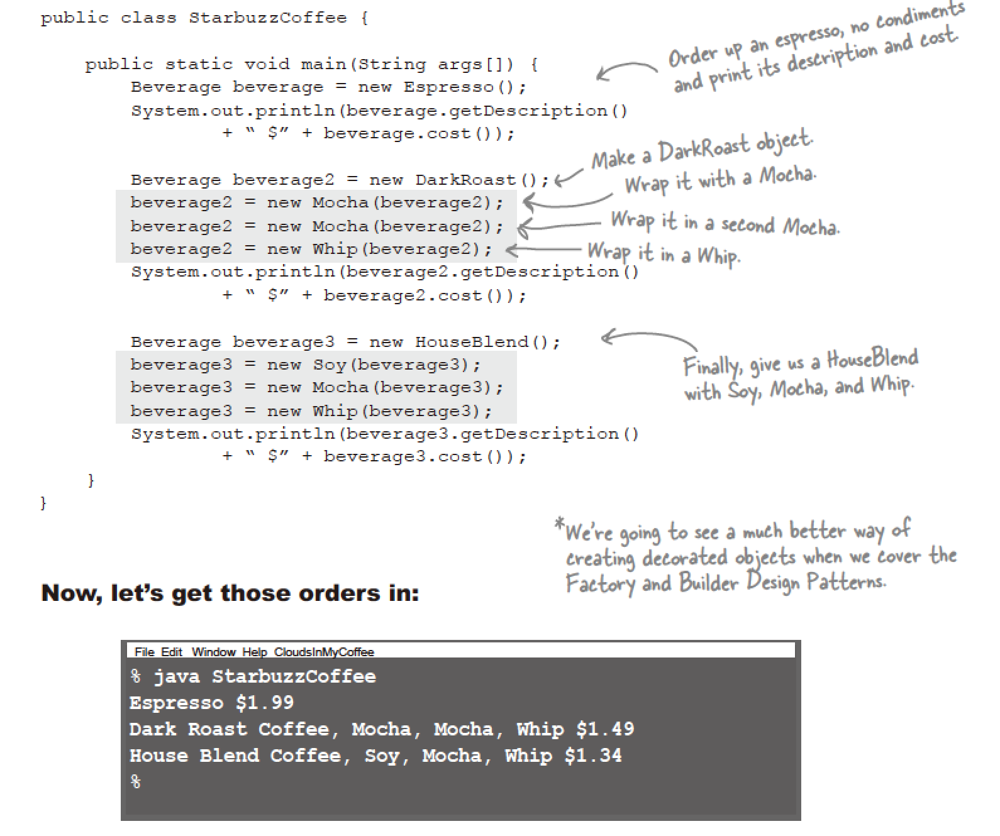 public class StarbuzzCoffee {
public static void main(String args[]) {
Order up an espresso, no condiments
and print its description and cost.
Beverage beverage = new Espresso();
System.out.println(beverage.getDescription()
+ “ $” + beverage.cost());
Beverage beverage2 = new DarkRoast();
Make a DarkRoast object.
beverage2 = new Mocha(beverage2);
Wrap it with a Mocha.
beverage2 = new Mocha(beverage2);
Wrap it in a second Mocha.
beverage2 = new Whip(beverage2);
Wrap it in a Whip.
System.out.println(beverage2.getDescription()
+ “ $” + beverage2.cost());
Beverage beverage3 = new HouseBlend();
beverage3 = new Soy(beverage3);
beverage3 = new Mocha(beverage3);
beverage3 = new Whip(beverage3);
Finally, give us a HouseBlend
with Soy, Mocha, and Whip.
System.out.println(beverage3.getDescription()
+ “ $” + beverage3.cost());
}
}
*We're going to see a much better way of
creating decorated objects when we cover the
Factory and Builder Design Patterns.
Now, let’s get those orders in:
File Edit Window Help CloudsInMyCoffee
% java StarbuzzCoffee
Espresso $1.99
Dark Roast Coffee, Mocha, Mocha, Whip $1.49
House Blend Coffee, Soy, Mocha, Whip $1.34
%